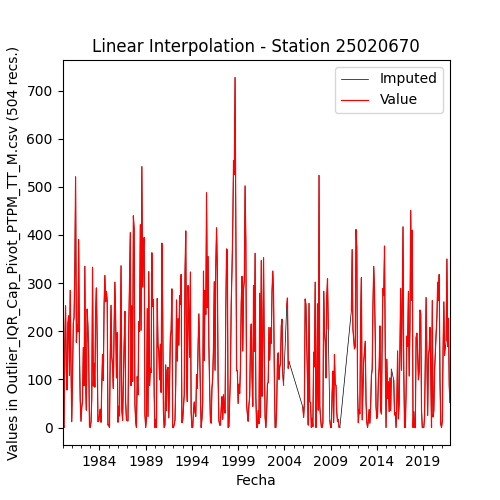 Linear Interpolation - Station 25020670
Values in Outlier_IQR_Cap_Pivot_PTPM_TT_M.csv (504 recs.)
Imputed
Value
700
600
500
400
300
200
100
0
1984 1989 1994 1999 2004 2009 2014 2019
Fecha